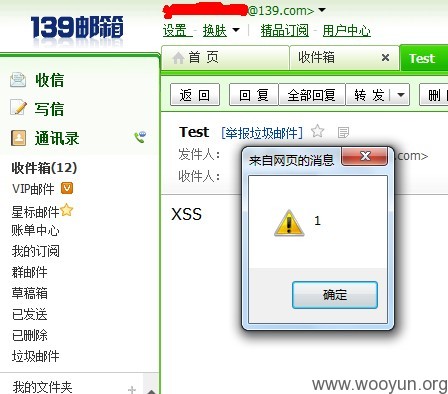 139邮箱
@139.com>
设置 换肤 精品订阅 用户中心
收信
写信
通讯录
收件箱(12)
VIP邮件
星标邮件
账单中心
我的订阅
群邮件
草稿箱
已发送
已删除
垃圾邮件
我的文件夹 +
首 页 收件箱 × Test
返 回 回 复 全部回复 转 发 删
Test [举报垃圾邮件]
发件人： .com>
收件人：
XSS
来自网页的消息
1
确定
www.wooyun.org